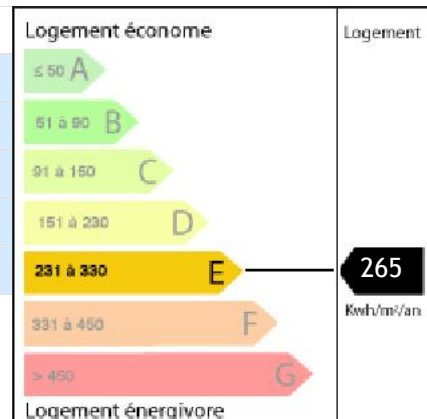 Logement économe
Logement
≤ 50 A
51 à 90 B
91 à 150 C
151 à 230 D
231 à 330 E
265
Kwh/m²/an
331 à 450 F
> 450 G
Logement énergivore